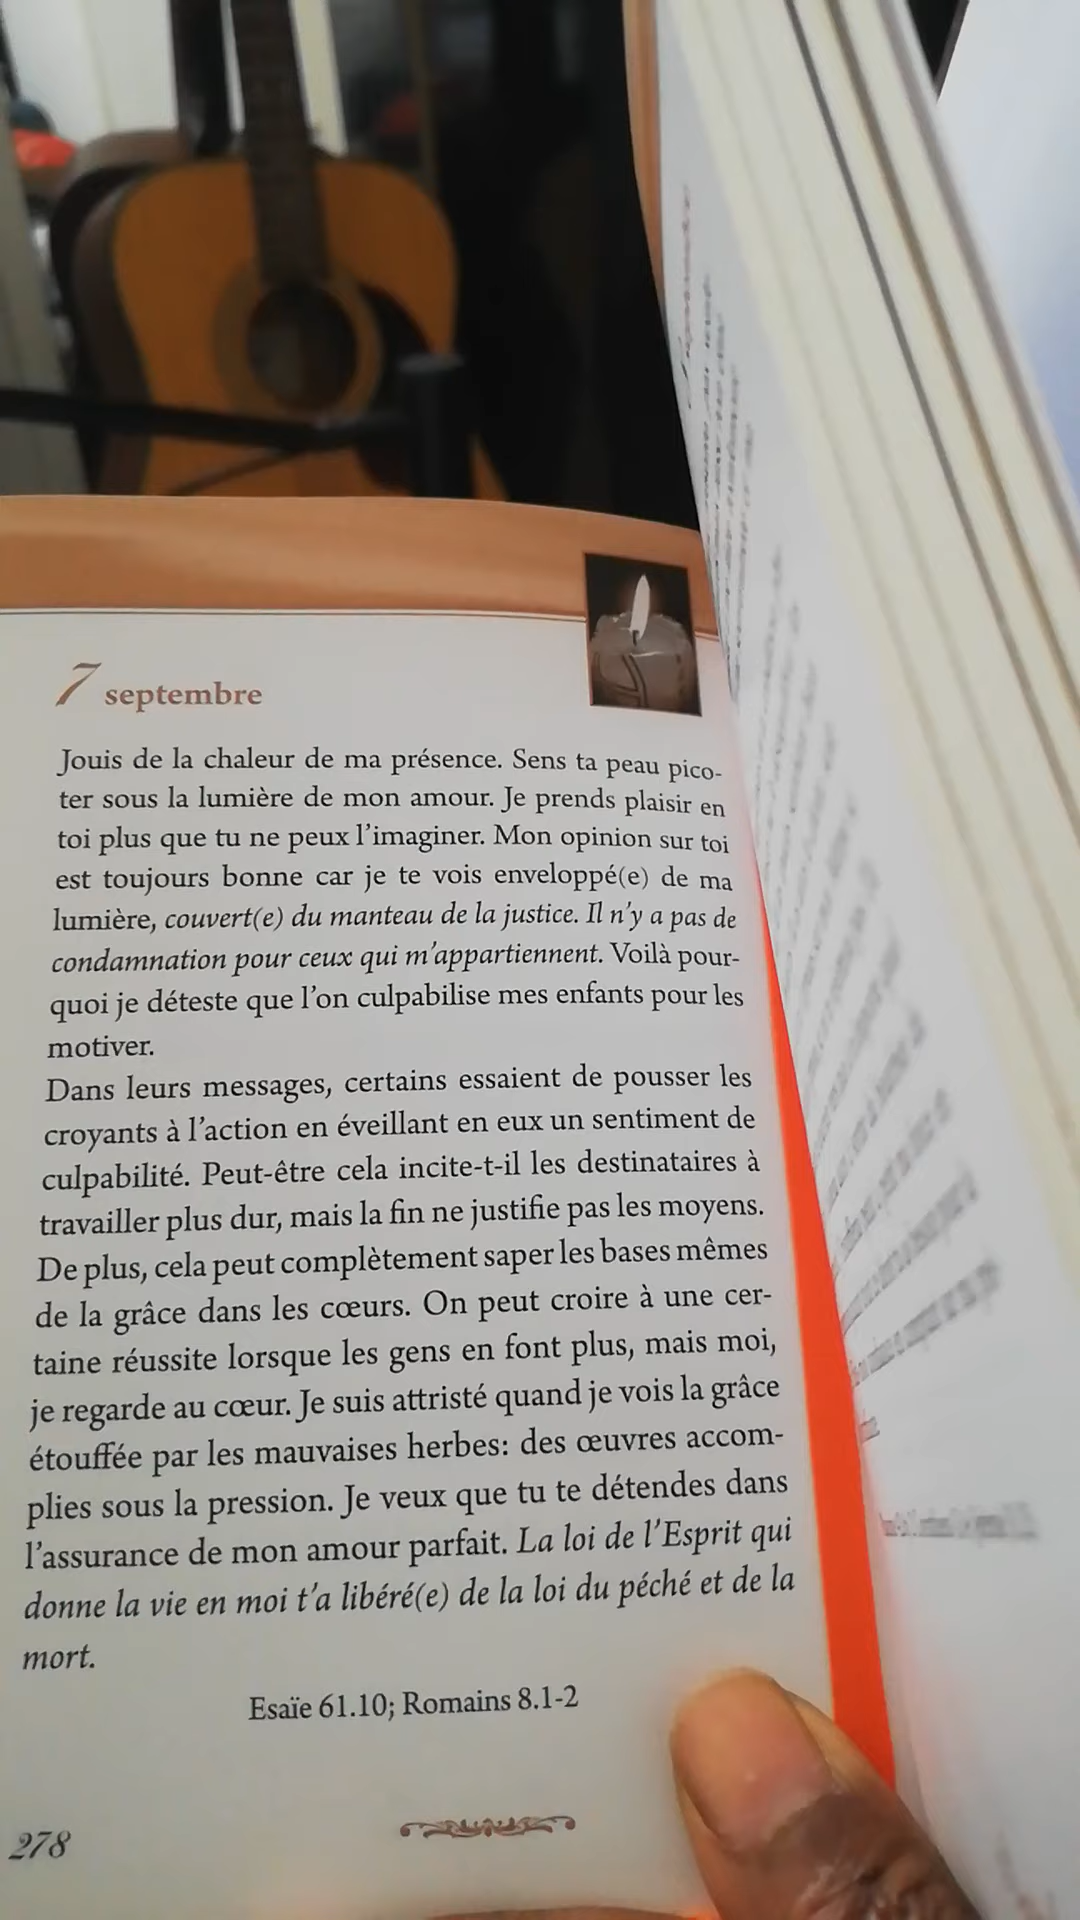 7 septembre
Jouis de la chaleur de ma présence. Sens ta peau pico-
ter sous la lumière de mon amour. Je prends plaisir en
toi plus que tu ne peux l'imaginer. Mon opinion sur toi
est toujours bonne car je te vois enveloppé(e) de ma
lumière, couvert(e) du manteau de la justice. Il n'y a pas de
condamnation pour ceux qui m'appartiennent. Voilà pour-
quoi je déteste que l'on culpabilise mes enfants pour les
motiver.
Dans leurs messages, certains essaient de pousser les
croyants à l'action en éveillant en eux un sentiment de
culpabilité. Peut-être cela incite-t-il les destinataires à
travailler plus dur, mais la fin ne justifie pas les moyens.
De plus, cela peut complètement saper les bases mêmes
de la grâce dans les cœurs. On peut croire à une cer-
taine réussite lorsque les gens en font plus, mais moi,
je regarde au cœur. Je suis attristé quand je vois la grâce
étouffée par les mauvaises herbes: des œuvres accom-
plies sous la pression. Je veux que tu te détendes dans
l'assurance de mon amour parfait. La loi de l'Esprit qui
donne la vie en moi t'a libéré(e) de la loi du péché et de la
mort.
Esaïe 61.10; Romains 8.1-2
278